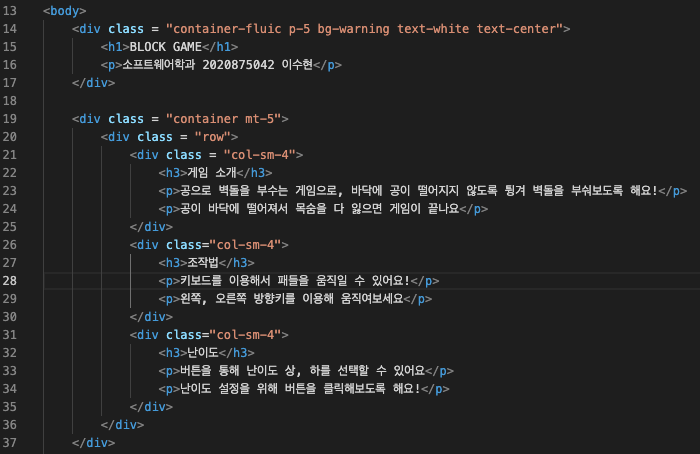 13 <body>
14 <div class = "container-fluic p-5 bg-warning text-white text-center">
15 <h1>BLOCK GAME</h1>
16 <p>소프트웨어학과 2020875042 이수현</p>
17 </div>
18
19 <div class = "container mt-5">
20 <div class = "row">
21 <div class = "col-sm-4">
22 <h3>게임 소개</h3>
23 <p>공으로 벽돌을 부수는 게임으로, 바닥에 공이 떨어지지 않도록 튕겨 벽돌을 부숴보도록 해요!</p>
24 <p>공이 바닥에 떨어져서 목숨을 다 잃으면 게임이 끝나요</p>
25 </div>
26 <div class="col-sm-4">
27 <h3>조작법</h3>
28 <p>키보드를 이용해서 패들을 움직일 수 있어요!</p>
29 <p>왼쪽, 오른쪽 방향키를 이용해 움직여보세요</p>
30 </div>
31 <div class="col-sm-4">
32 <h3>난이도</h3>
33 <p>버튼을 통해 난이도 상, 하를 선택할 수 있어요</p>
34 <p>난이도 설정을 위해 버튼을 클릭해보도록 해요!</p>
35 </div>
36 </div>
37 </div>